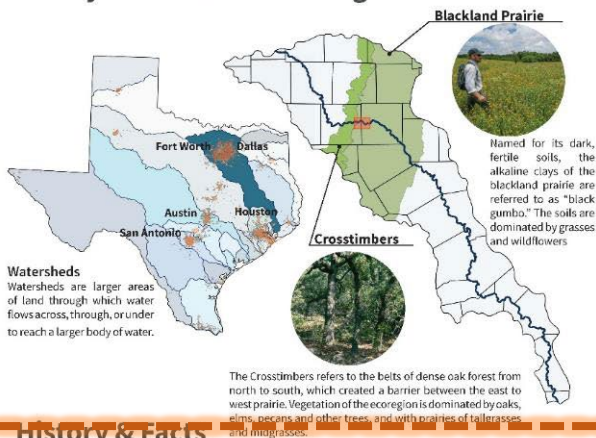 Blackland Prairie
Fort Worth
Dallas
Austin
Houston
San Antonio
Named for its dark,
fertile soils, the
alkaline clays of the
blackland prairie are
referred to as “black
gumbo.” The soils are
dominated by grasses
and wildflowers
Crosstimbers
Watersheds
Watersheds are larger areas
of land through which water
flows across, through, or under
to reach a larger body of water.
The Crosstimbers refers to the belts of dense oak forest from
north to south, which created a barrier between the east to
west prairie. Vegetation of the ecoregion is dominated by oaks,
elms, pecans and other trees, and with prairies of tallgrasses
and midgrasses.
History & Facts